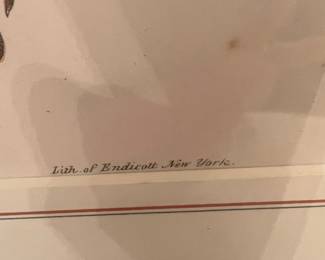 Lith. of Endicott New York.